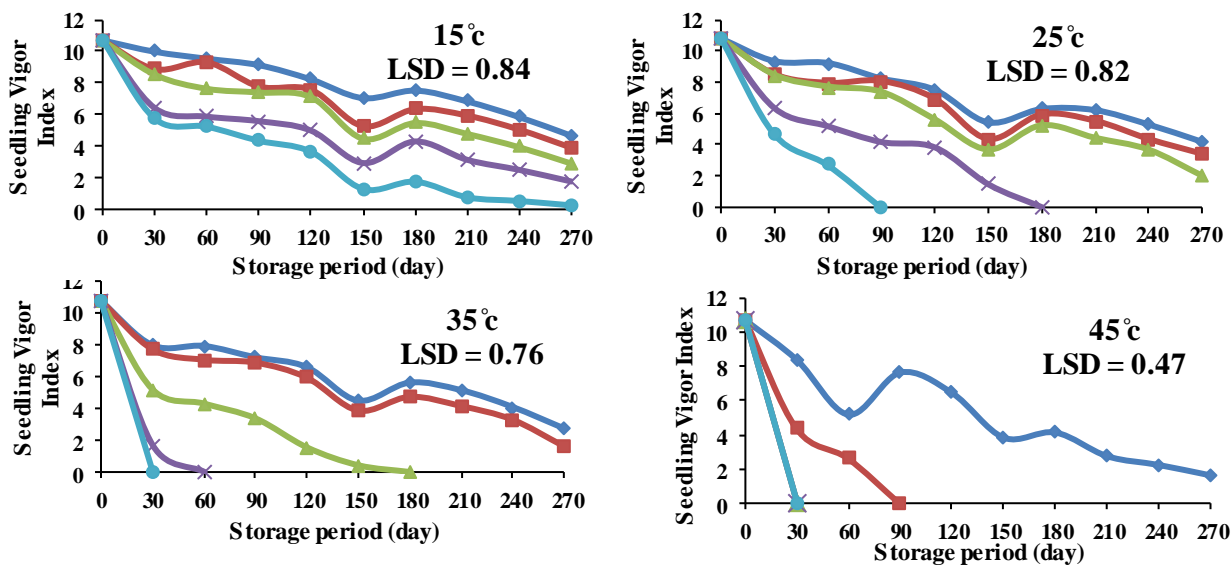 12
10
8
6
4
2
0
Seedling Vigor
Index
15°c
LSD = 0.84
0 30 60 90 120 150 180 210 240 270
Storage period (day)
12
10
8
6
4
2
0
Seedling Vigor
Index
25°c
LSD = 0.82
0 30 60 90 120 150 180 210 240 270
Storage period (day)
12
10
8
6
4
2
0
Seedling Vigor
Index
35°c
LSD = 0.76
0 30 60 90 120 150 180 210 240 270
Storage period (day)
12
10
8
6
4
2
0
Seedling Vigor Index
45°c
LSD = 0.47
0 30 60 90 120 150 180 210 240 270
Storage period (day)